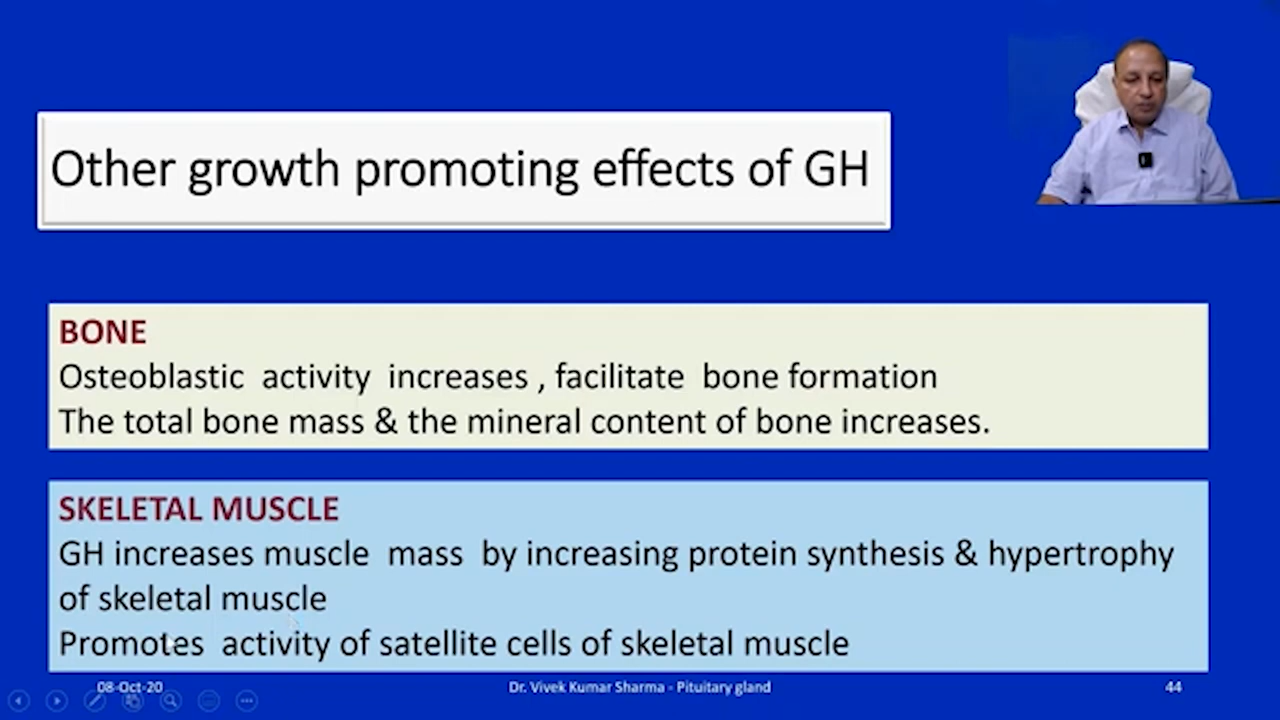 Other growth promoting effects of GH
BONE
Osteoblastic activity increases , facilitate bone formation
The total bone mass & the mineral content of bone increases.
SKELETAL MUSCLE
GH increases muscle mass by increasing protein synthesis & hypertrophy
of skeletal muscle
Promotes activity of satellite cells of skeletal muscle
08-Oct-20
Dr. Vivek Kumar Sharma - Pituitary gland
44